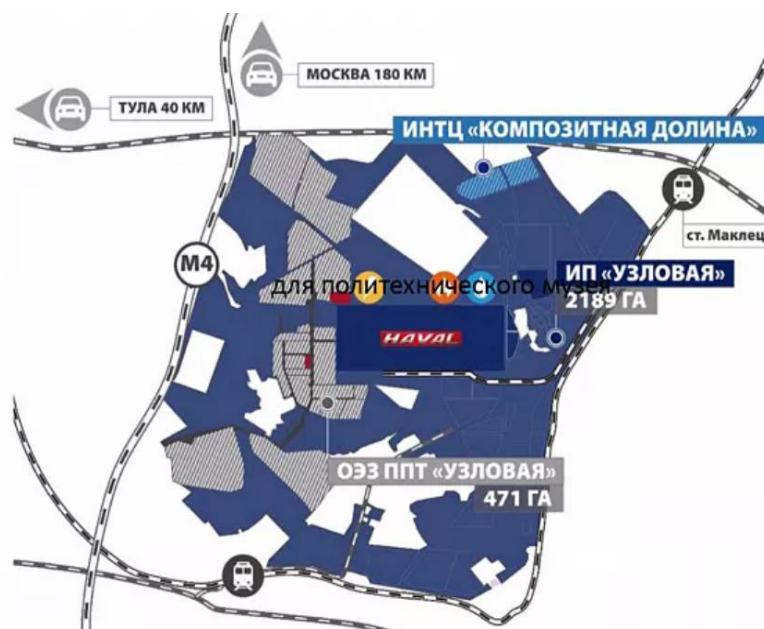 МОСКВА 180 КМ
ТУЛА 40 КМ
ИНТЦ «КОМПОЗИТНАЯ ДОЛИНА»
ст. Маклец
М4
ИП «УЗЛОВАЯ»
для политехнического музея
2189 ГА
HAVAL
ОЭЗ ППТ «УЗЛОВАЯ»
471 ГА